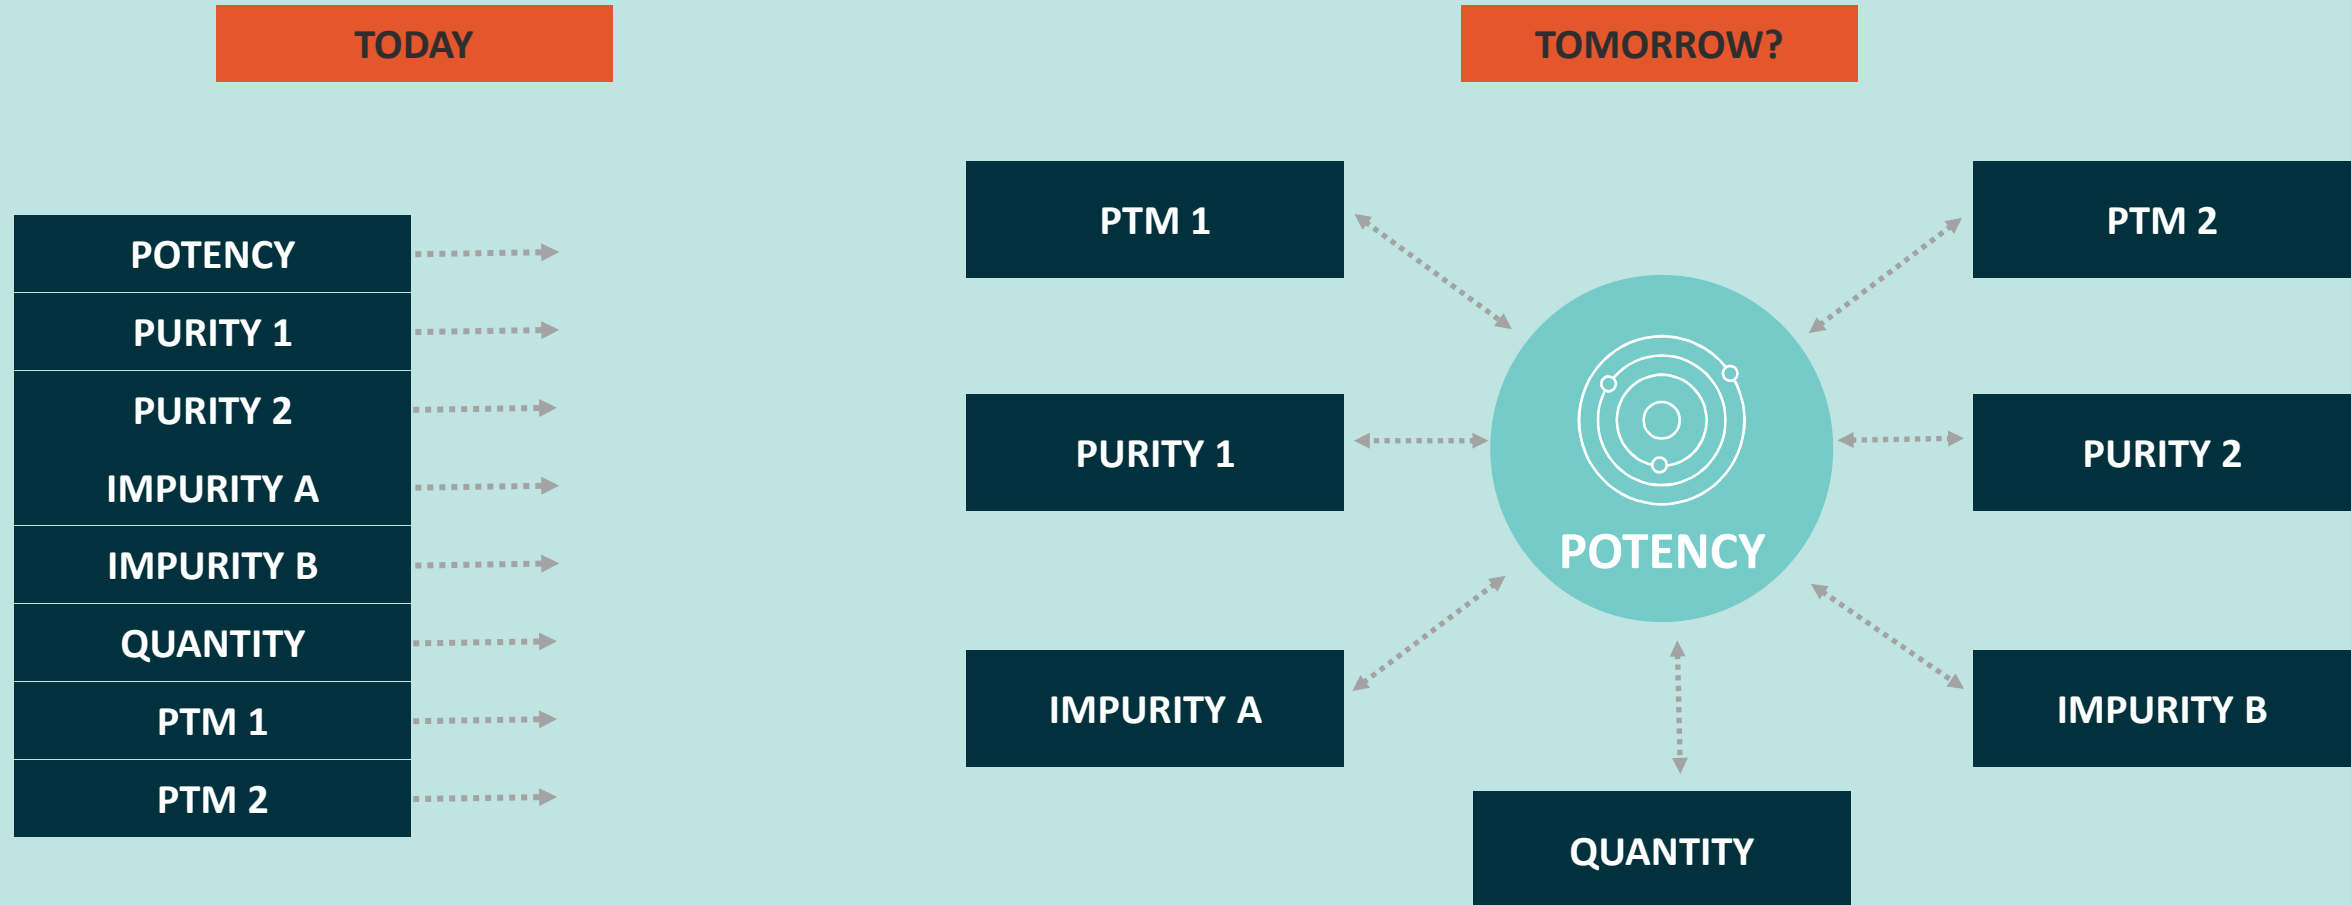 TODAY
POTENCY
PURITY 1
PURITY 2
IMPURITY A
IMPURITY B
QUANTITY
PTM 1
PTM 2
TOMORROW?
PTM 1
PTM 2
PURITY 1
POTENCY
PURITY 2
IMPURITY A
IMPURITY B
QUANTITY